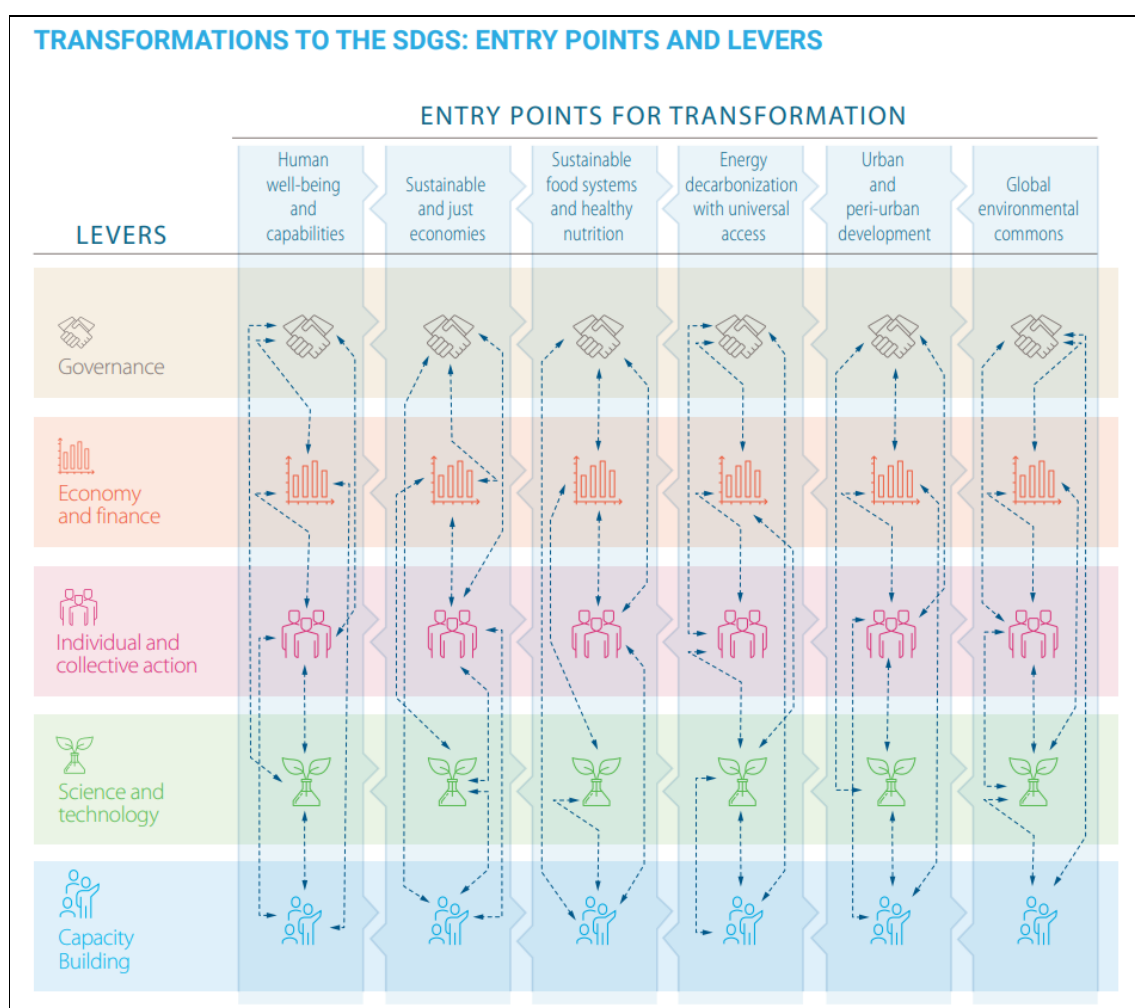 TRANSFORMATIONS TO THE SDGS: ENTRY POINTS AND LEVERS
ENTRY POINTS FOR TRANSFORMATION
LEVERS
Human
well-being
and
capabilities
Sustainable
and just
economies
Sustainable
food systems
and healthy
nutrition
Energy
decarbonization
with universal
access
Urban
and
peri-urban
development
Global
environmental
commons
Governance
Economy
and finance
Individual and
collective action
Science and
technology
Capacity
Building